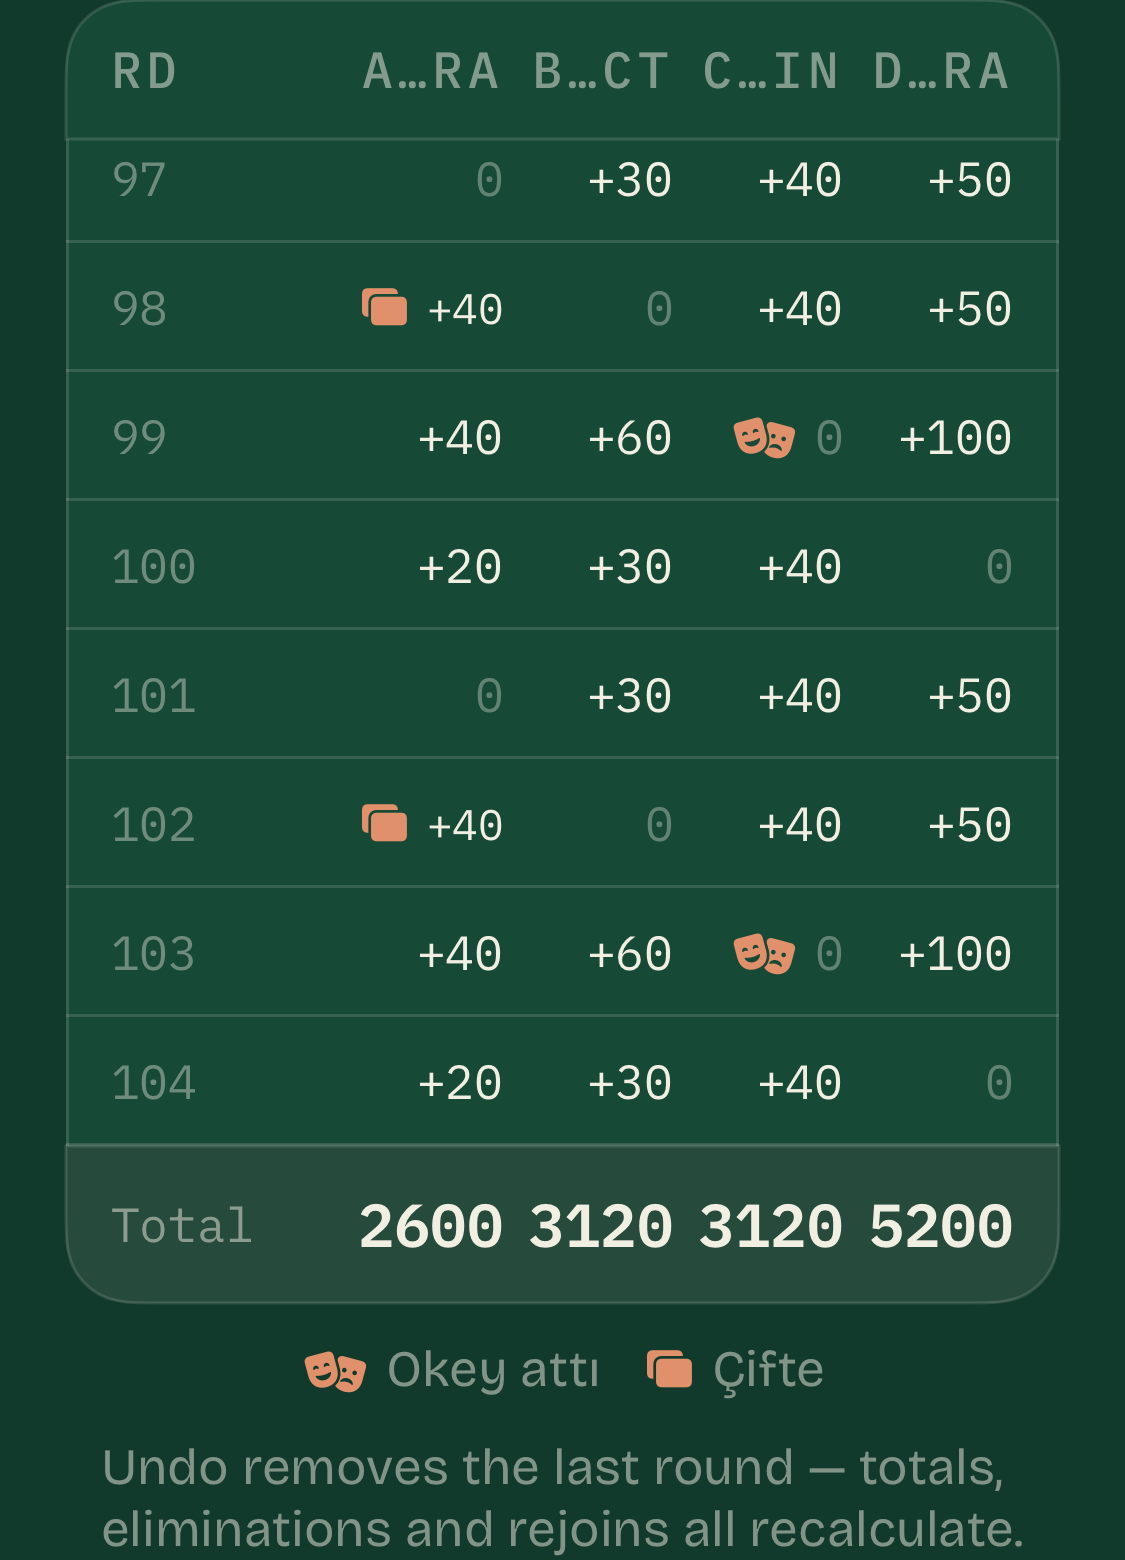 RD A…RA B…CT C…IN D…RA
97 0 +30 +40 +50
98 +40 0 +40 +50
99 +40 +60 0 +100
100 +20 +30 +40 0
101 0 +30 +40 +50
102 +40 0 +40 +50
103 +40 +60 0 +100
104 +20 +30 +40 0
Total 2600 3120 3120 5200
Okey attı Çifte
Undo removes the last round — totals,
eliminations and rejoins all recalculate.